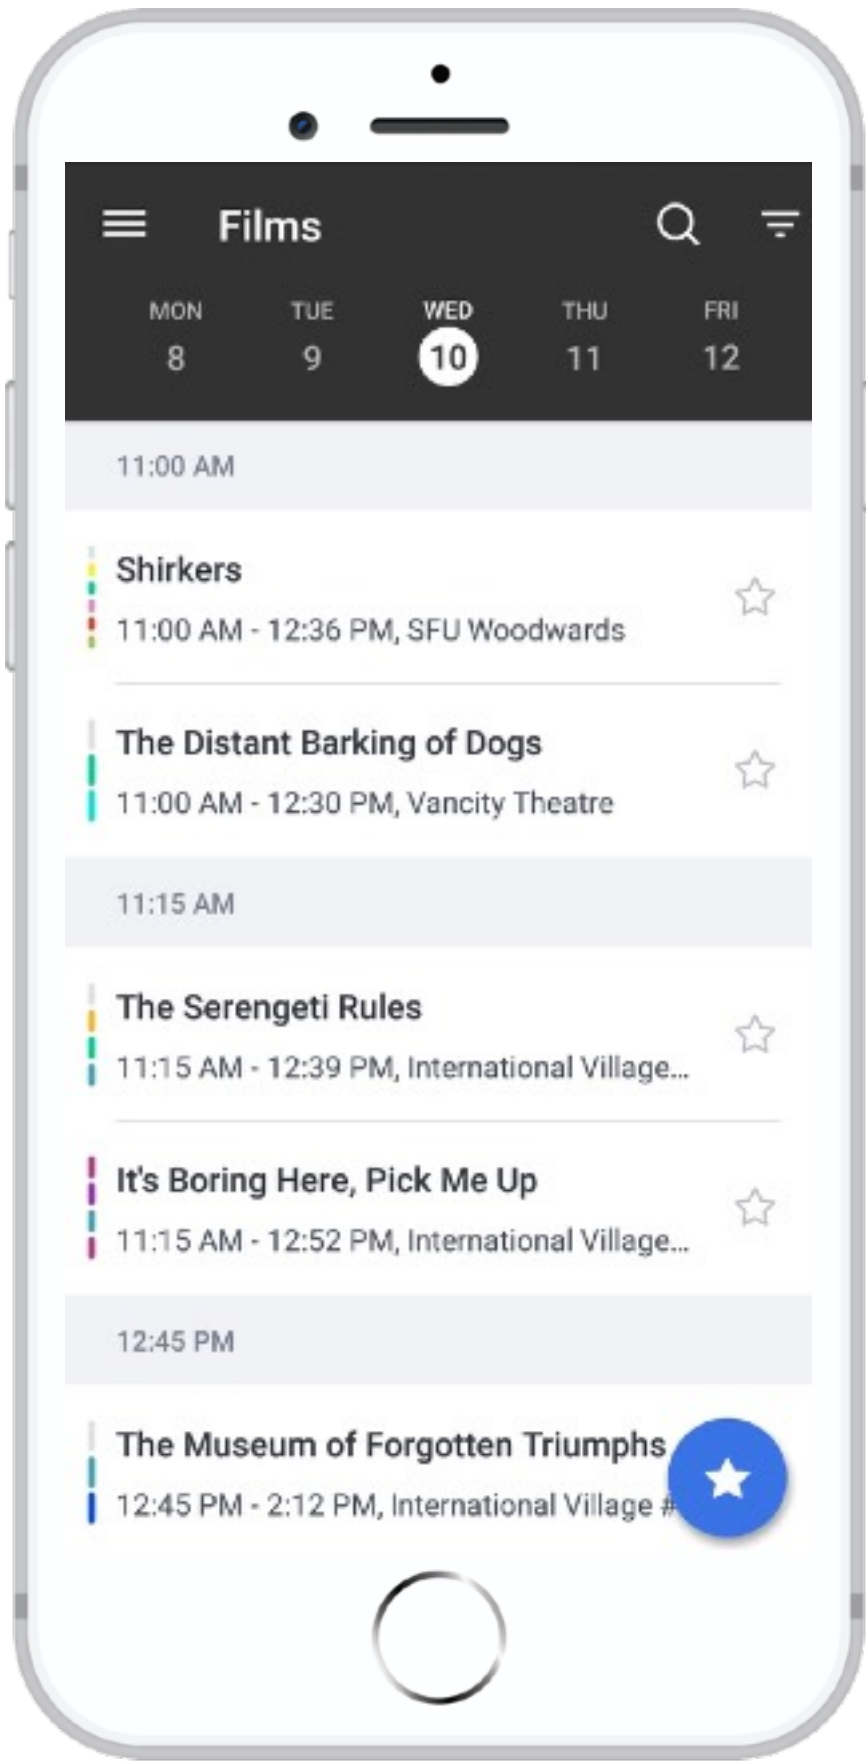 Films
MON TUE WED THU FRI
8 9 10 11 12
11:00 AM
Shirkers
11:00 AM - 12:36 PM, SFU Woodwards
The Distant Barking of Dogs
11:00 AM - 12:30 PM, Vancity Theatre
11:15 AM
The Serengeti Rules
11:15 AM - 12:39 PM, International Village...
It's Boring Here, Pick Me Up
11:15 AM - 12:52 PM, International Village...
12:45 PM
The Museum of Forgotten Triumphs
12:45 PM - 2:12 PM, International Village #